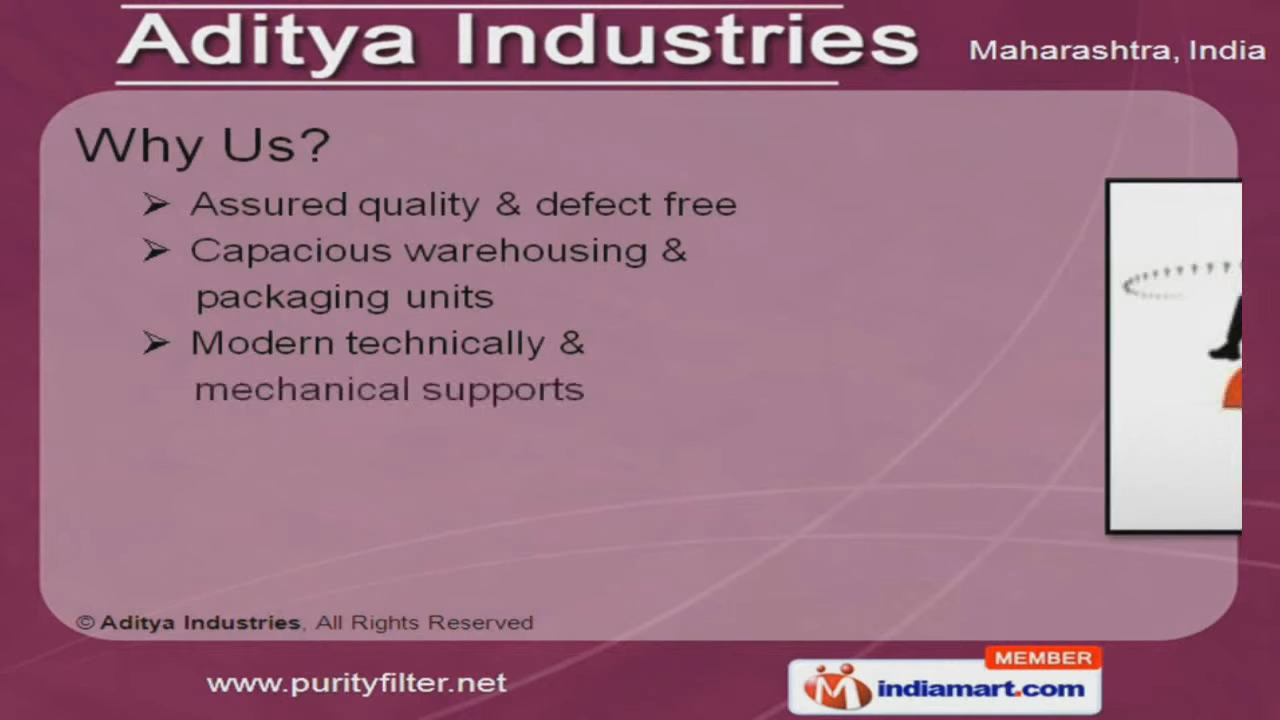 Aditya Industries
Maharashtra, India
Why Us?
➢ Assured quality & defect free
➢ Capacious warehousing &
packaging units
➢ Modern technically &
mechanical supports
© Aditya Industries, All Rights Reserved
www.purityfilter.net
MEMBER
indiamart.com